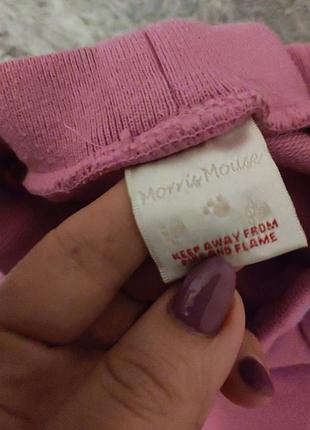 Morris Mouse
KEEP AWAY FROM
FIRE AND FLAME